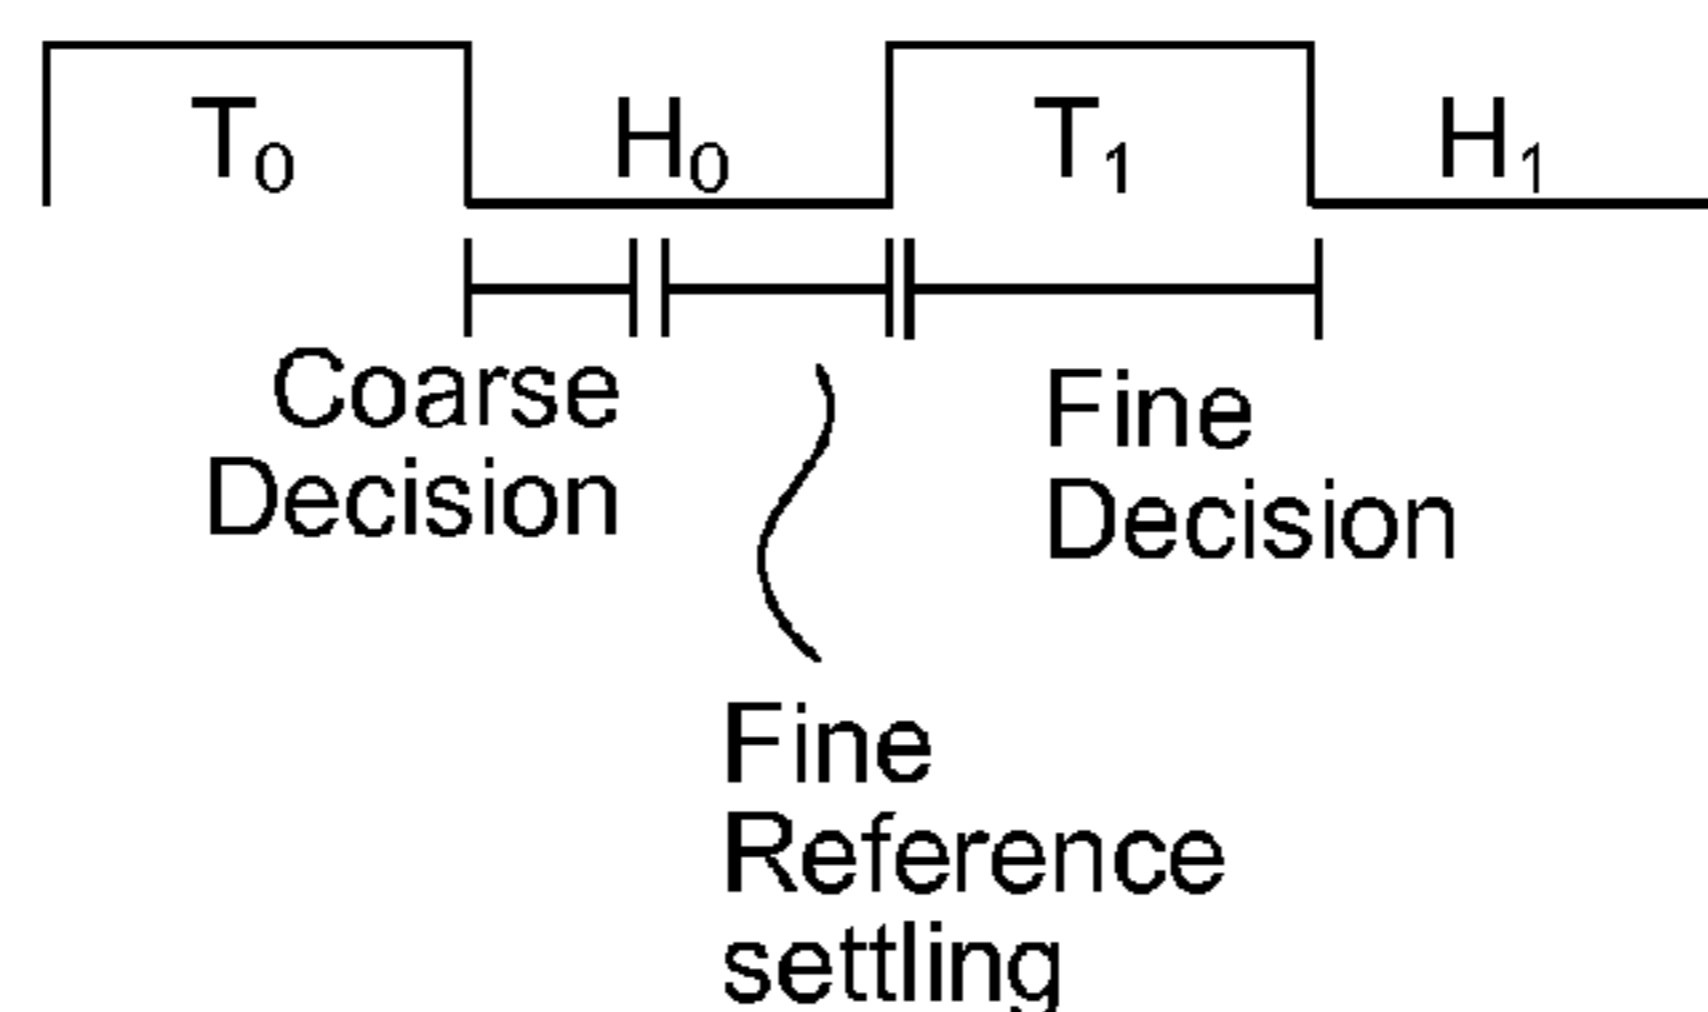 T₀ H₀ T₁ H₁
Coarse
Decision
Fine
Decision
Fine
Reference
settling